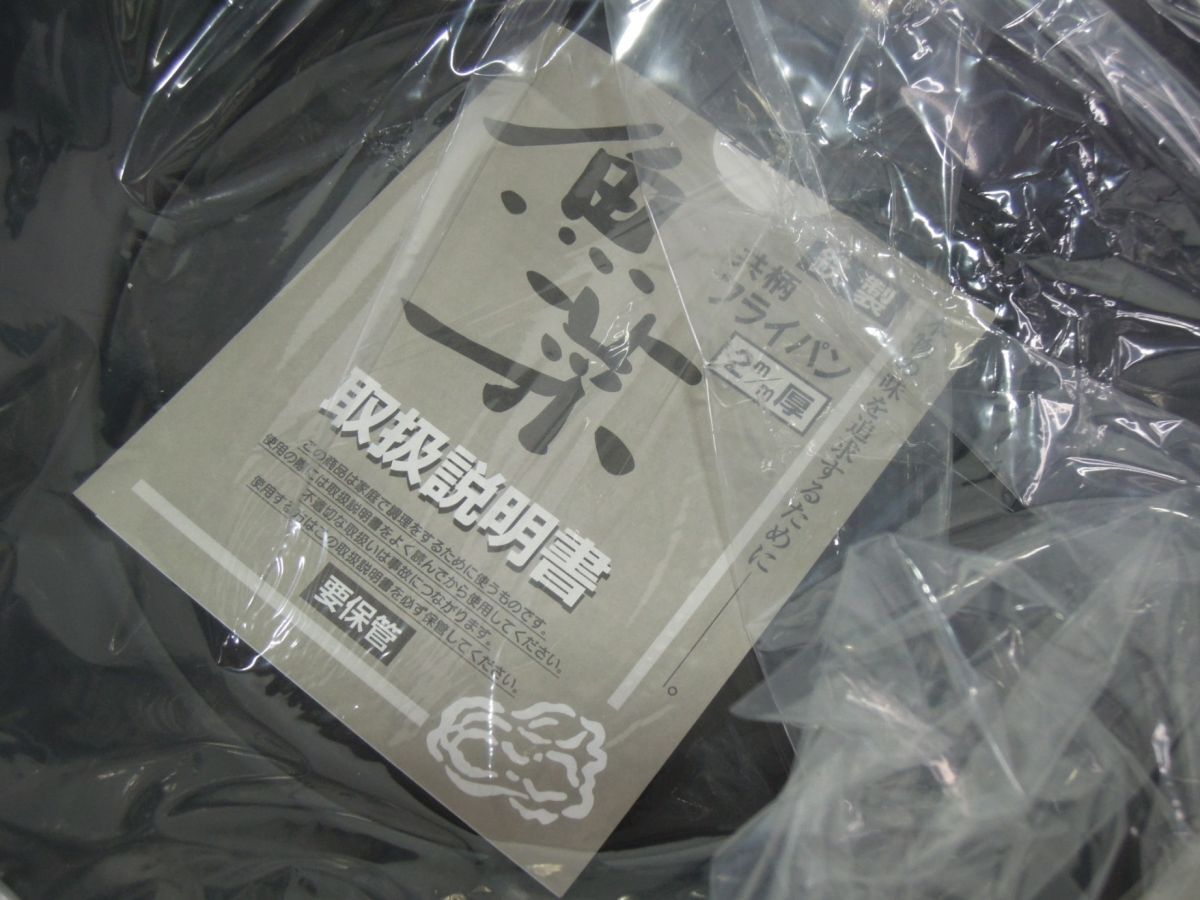 味を追求するために――。
鉄製
共柄
フライパン
2m/m厚
取扱説明書
この商品は家庭で調理をするために使うものです。
使用の際には取扱説明書をよく読んでから使用してください。
不適切な取扱いは事故につながります。
使用する方はこの取扱説明書を必ず保管してください。
要保管